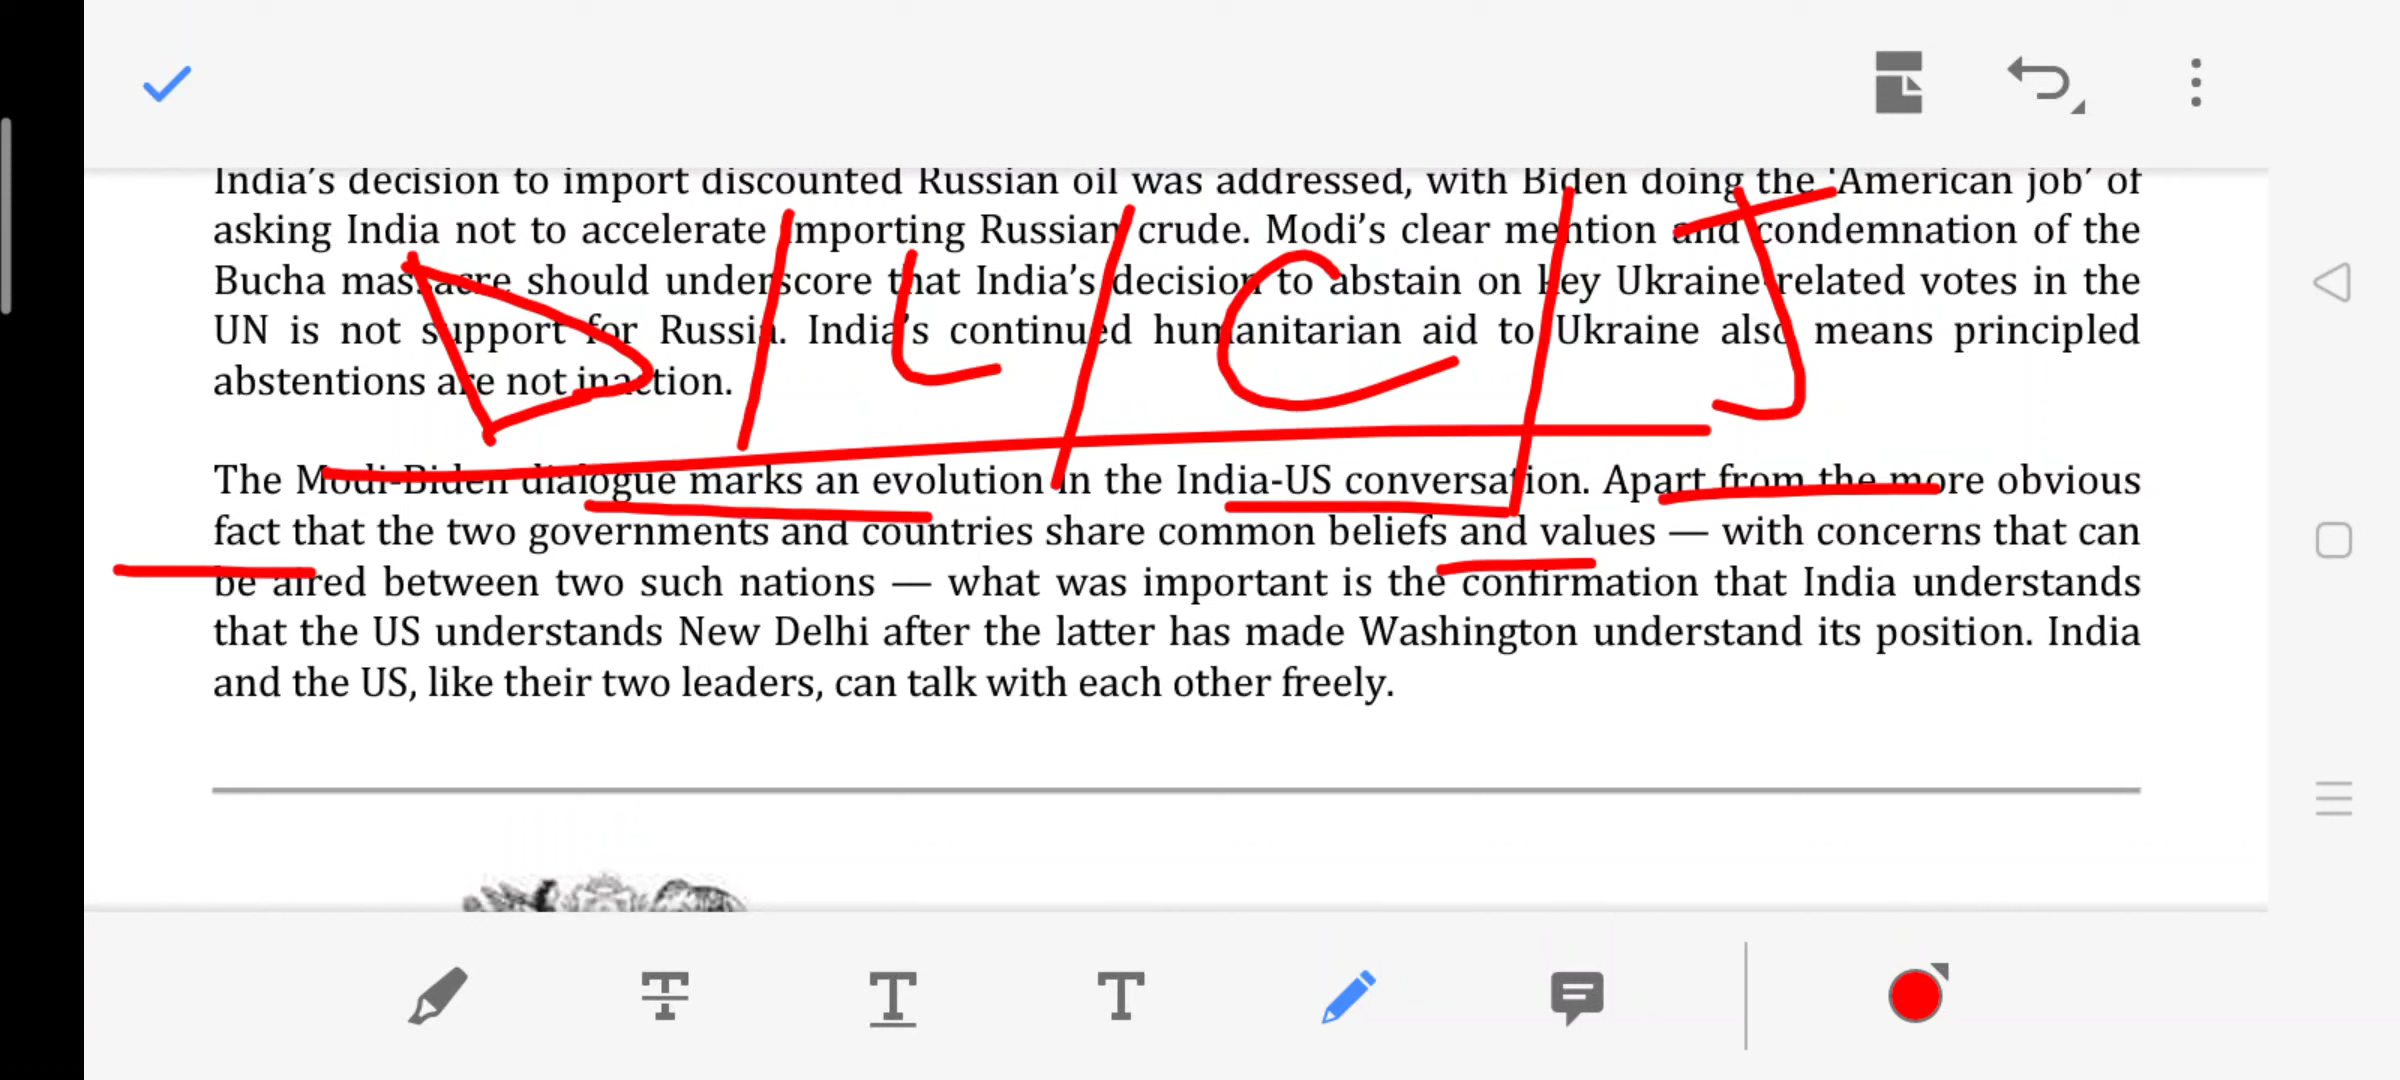 India's decision to import discounted Russian oil was addressed, with Biden doing the 'American job' of
asking India not to accelerate importing Russian crude. Modi's clear mention and condemnation of the
Bucha massacre should underscore that India's decision to abstain on key Ukraine-related votes in the
UN is not support for Russia. India's continued humanitarian aid to Ukraine also means principled
abstentions are not inaction.
D/L/C/J
The Modi-Biden dialogue marks an evolution in the India-US conversation. Apart from the more obvious
fact that the two governments and countries share common beliefs and values — with concerns that can
be aired between two such nations — what was important is the confirmation that India understands
that the US understands New Delhi after the latter has made Washington understand its position. India
and the US, like their two leaders, can talk with each other freely.